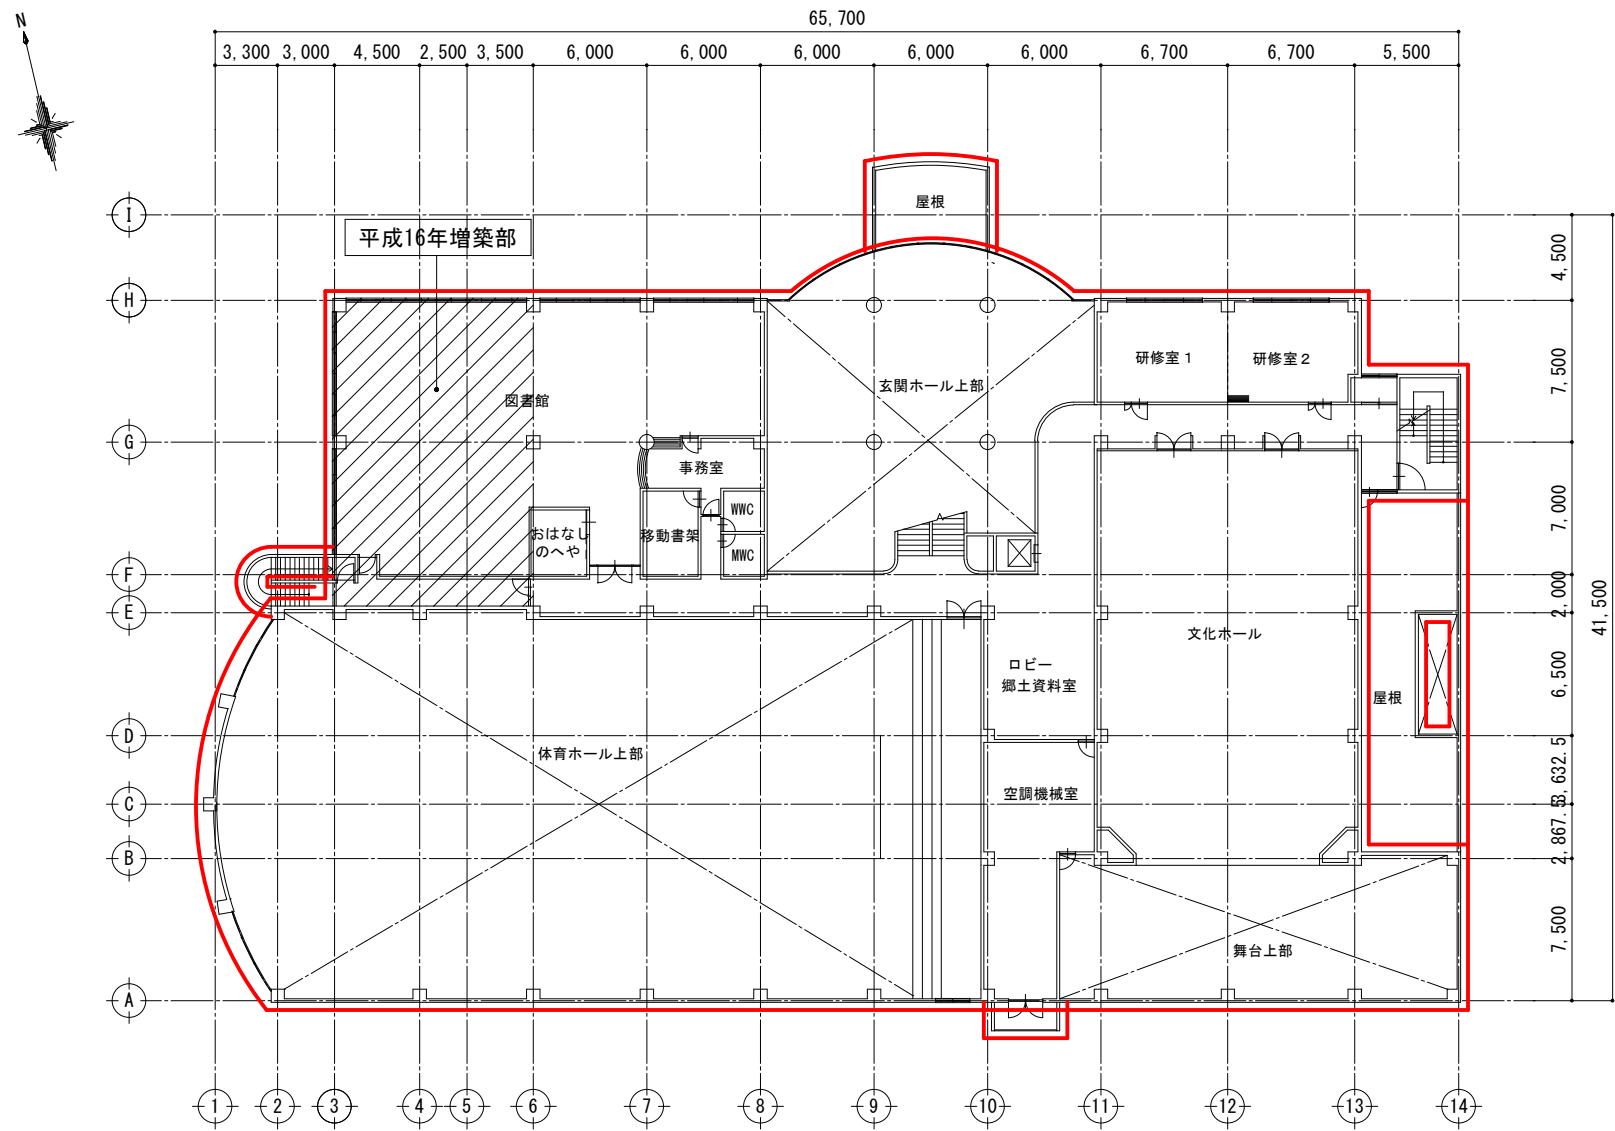 N
65,700
3,300 3,000 4,500 2,500 3,500 6,000 6,000 6,000 6,000 6,000 6,700 6,700 5,500
屋根
I
平成16年増築部
4,500
H
研修室1
研修室2
玄関ホール上部
7,500
図書館
G
事務室
WWC
おはなし
のへや
移動書架
MWC
7,000
F
2,000
E
41,500
文化ホール
ロビー
郷土資料室
6,500
屋根
D
体育ホール上部
3,632.5
空調機械室
C
2,867.5
B
舞台上部
7,500
A
1 2 3 4 5 6 7 8 9 10 11 12 13 14